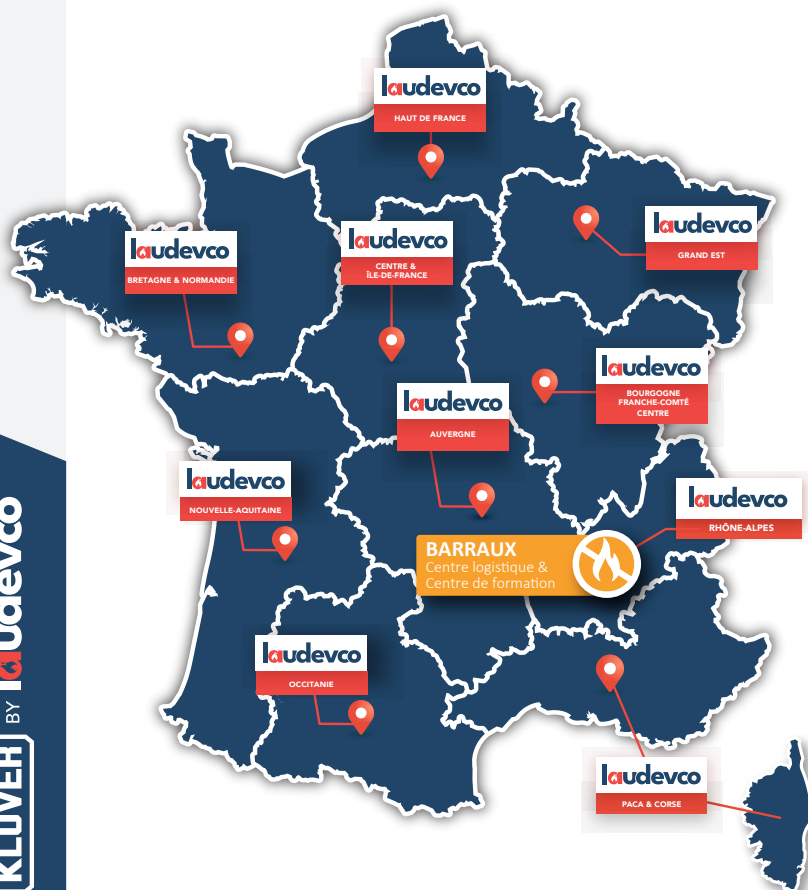 laudevco
HAUT DE FRANCE
laudevco
GRAND EST
laudevco
CENTRE &
ÎLE-DE-FRANCE
laudevco
BRETAGNE & NORMANDIE
laudevco
BOURGOGNE
FRANCHE-COMTÉ
CENTRE
laudevco
AUVERGNE
laudevco
NOUVELLE-AQUITAINE
laudevco
RHÔNE-ALPES
BARRAUX
Centre logistique &
Centre de formation
laudevco
OCCITANIE
laudevco
PACA & CORSE
KLÜVER BY laudevco